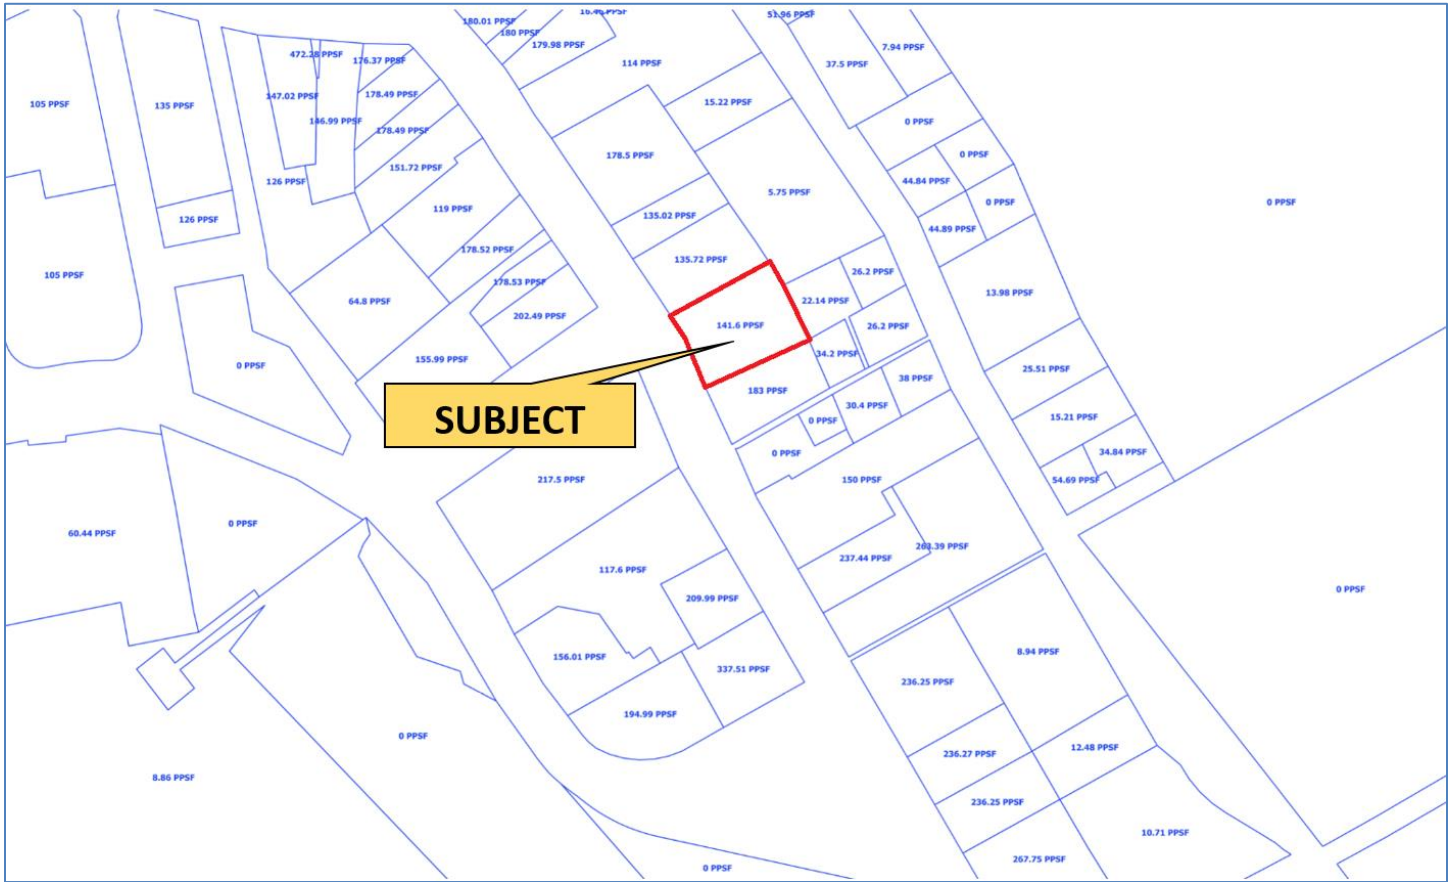 180.01 PPSF
16.46 PPSF
51.96 PPSF
180 PPSF
179.98 PPSF
7.94 PPSF
472.28 PPSF
176.37 PPSF
114 PPSF
37.5 PPSF
105 PPSF
135 PPSF
147.02 PPSF
178.49 PPSF
15.22 PPSF
146.99 PPSF
0 PPSF
178.49 PPSF
178.5 PPSF
0 PPSF
151.72 PPSF
126 PPSF
44.84 PPSF
5.75 PPSF
0 PPSF
0 PPSF
119 PPSF
135.02 PPSF
126 PPSF
44.89 PPSF
178.52 PPSF
135.72 PPSF
26.2 PPSF
105 PPSF
178.53 PPSF
13.98 PPSF
64.8 PPSF
22.14 PPSF
202.49 PPSF
141.6 PPSF
26.2 PPSF
34.2 PPSF
155.99 PPSF
0 PPSF
25.51 PPSF
38 PPSF
183 PPSF
30.4 PPSF
SUBJECT
0 PPSF
15.21 PPSF
0 PPSF
34.84 PPSF
217.5 PPSF
150 PPSF
54.69 PPSF
0 PPSF
60.44 PPSF
237.44 PPSF
117.6 PPSF
0 PPSF
209.99 PPSF
8.94 PPSF
156.01 PPSF
337.51 PPSF
236.25 PPSF
194.99 PPSF
0 PPSF
236.27 PPSF
12.48 PPSF
8.86 PPSF
236.25 PPSF
10.71 PPSF
267.75 PPSF
0 PPSF